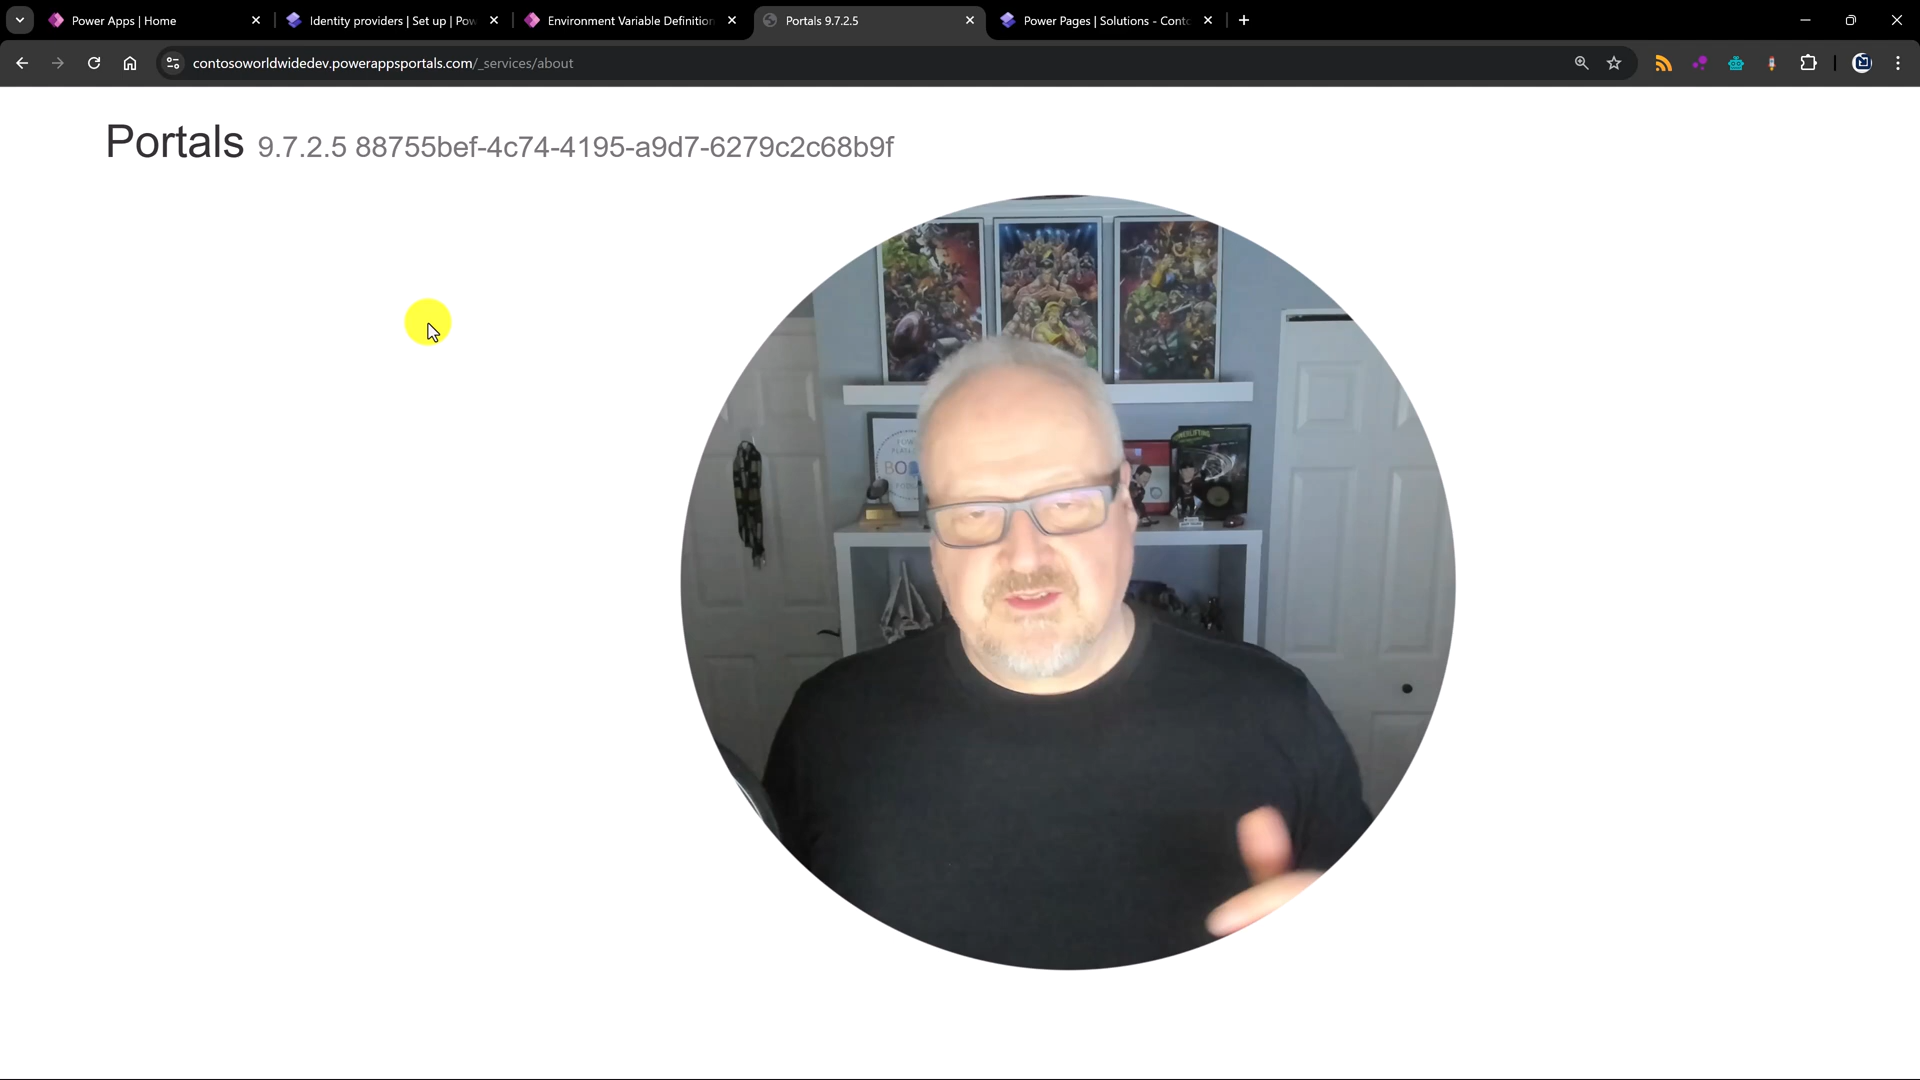 Power Apps | Home
Identity providers | Set up | Pow
Environment Variable Definition
Portals 9.7.2.5
Power Pages | Solutions - Conto
contosoworldwidedev.powerappsportals.com/_services/about
Portals 9.7.2.5 88755bef-4c74-4195-a9d7-6279c2c68b9f